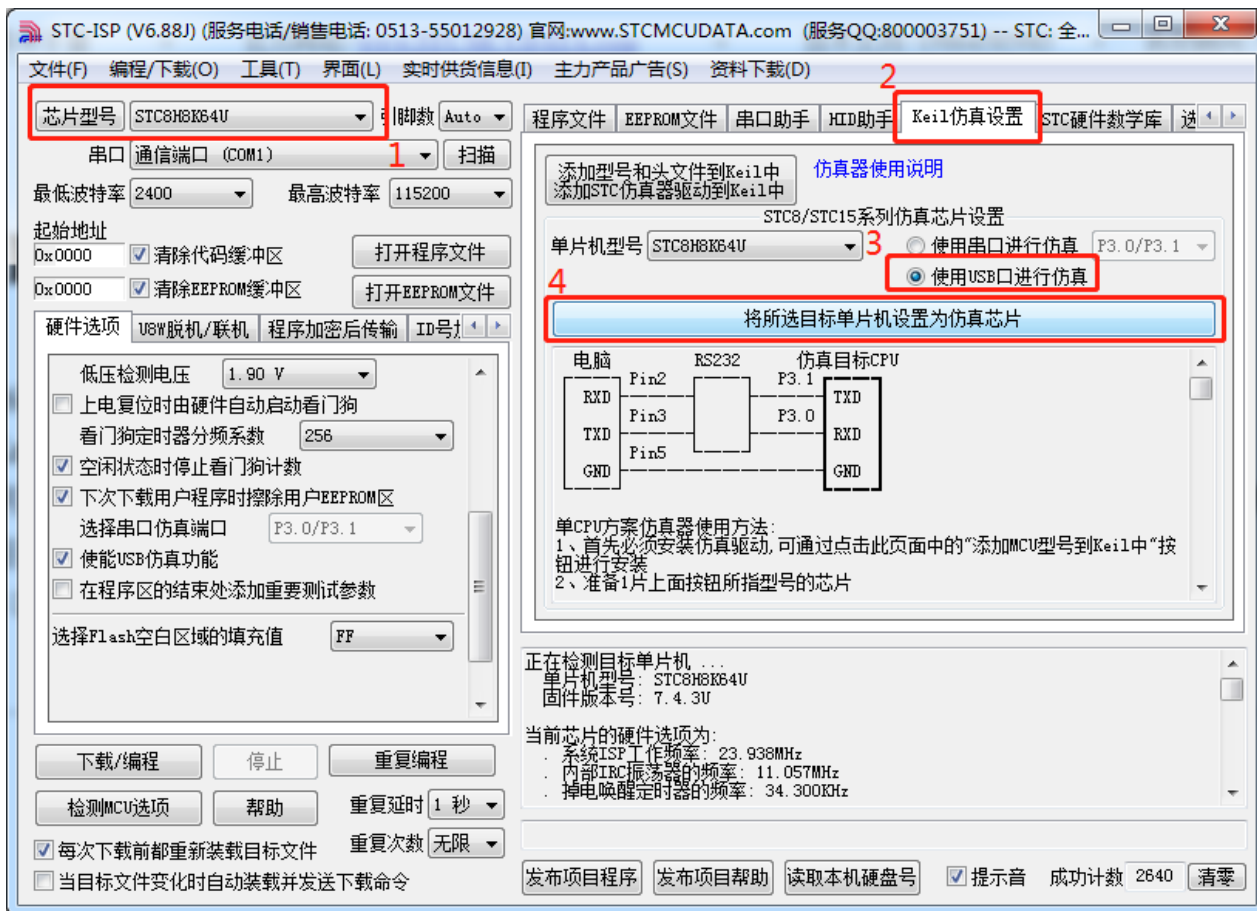 STC-ISP (V6.88J) (服务电话/销售电话: 0513-55012928) 官网:www.STCMCUDATA.com (服务QQ:800003751) -- STC: 全...
文件(F) 编程/下载(O) 工具(T) 界面(L) 实时供货信息(I) 主力产品广告(S) 资料下载(D)
芯片型号 STC8H8K64U 引脚数 Auto
1
串口 通信端口 (COM1) 扫描
最低波特率 2400 最高波特率 115200
起始地址
0x0000 清除代码缓冲区 打开程序文件
0x0000 清除EEPROM缓冲区 打开EEPROM文件
硬件选项 U8W脱机/联机 程序加密后传输 ID号
低压检测电压 1.90 V
上电复位时由硬件自动启动看门狗
看门狗定时器分频系数 256
空闲状态时停止看门狗计数
下次下载用户程序时擦除用户EEPROM区
选择串口仿真端口 P3.0/P3.1
使能USB仿真功能
在程序区的结束处添加重要测试参数
选择Flash空白区域的填充值 FF
下载/编程 停止 重复编程
检测MCU选项 帮助 重复延时 1 秒
每次下载前都重新装载目标文件 重复次数 无限
当目标文件变化时自动装载并发送下载命令
2
程序文件 EEPROM文件 串口助手 HID助手 Keil仿真设置 STC硬件数学库 选
添加型号和头文件到Keil中
添加STC仿真器驱动到Keil中
仿真器使用说明
STC8/STC15系列仿真芯片设置
单片机型号 STC8H8K64U 3 使用串口进行仿真 P3.0/P3.1
使用USB口进行仿真
4
将所选目标单片机设置为仿真芯片
电脑 RS232 仿真目标CPU
Pin2 P3.1
RXD TXD
Pin3 P3.0
TXD RXD
Pin5
GND GND
单CPU方案仿真器使用方法:
1、首先必须安装仿真驱动,可通过点击此页面中的“添加MCU型号到Keil中“按
钮进行安装
2、准备1片上面按钮所指型号的芯片
正在检测目标单片机 ...
单片机型号: STC8H8K64U
固件版本号: 7.4.3U
当前芯片的硬件选项为:
. 系统ISP工作频率: 23.938MHz
. 内部IRC振荡器的频率: 11.057MHz
. 掉电唤醒定时器的频率: 34.300KHz
发布项目程序 发布项目帮助 读取本机硬盘号 提示音 成功计数 2640 清零